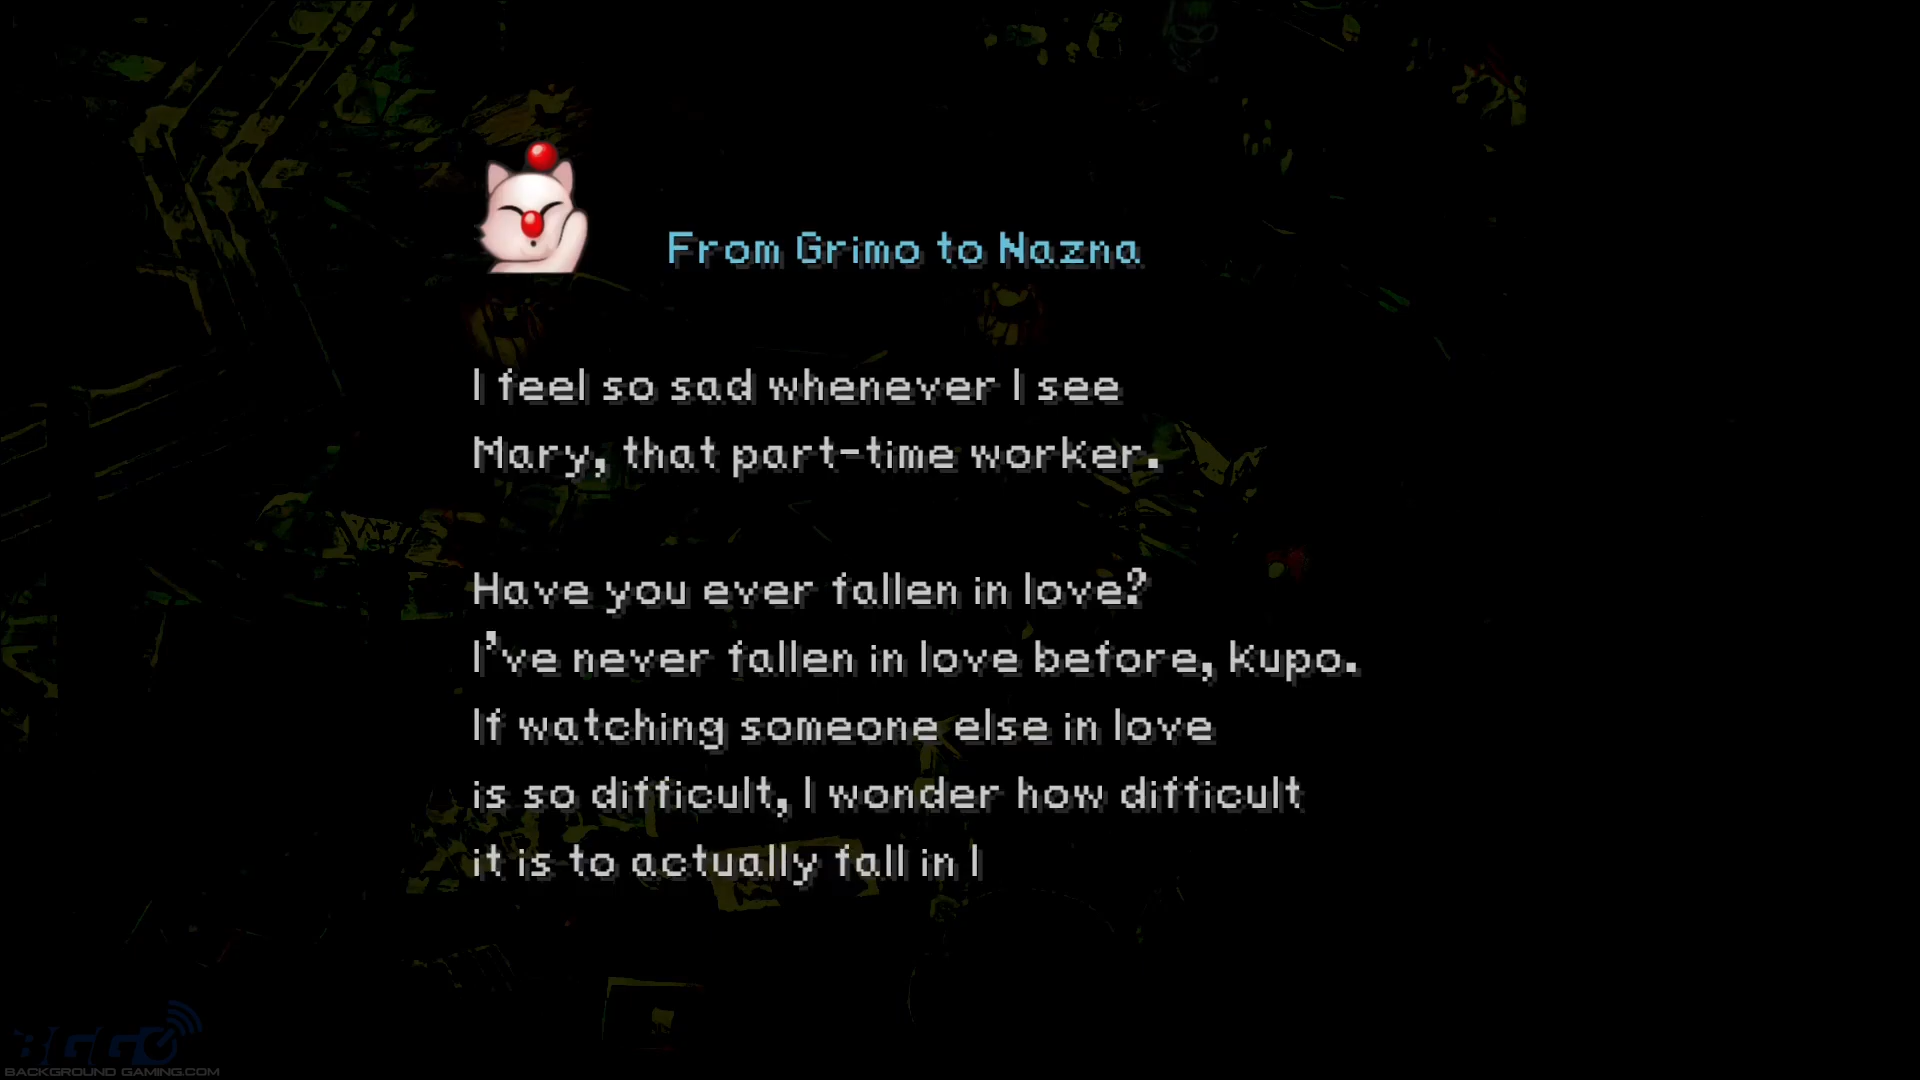 From Grimo to Nazna
I feel so sad whenever I see
Mary, that part-time worker.
Have you ever fallen in love?
I've never fallen in love before, kupo.
If watching someone else in love
is so difficult, I wonder how difficult
it is to actually fall in l
BGGO
BACKGROUND GAMING.COM